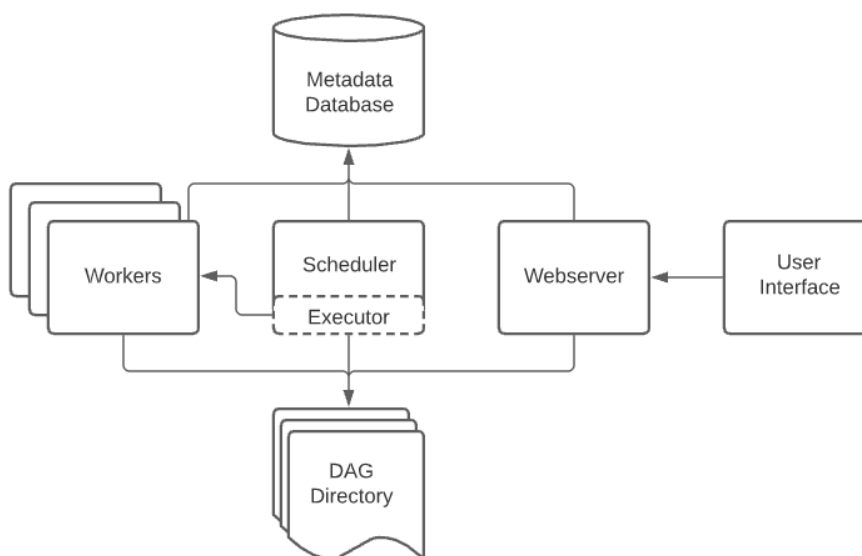 Metadata
Database
Workers
Scheduler
Executor
Webserver
User
Interface
DAG
Directory